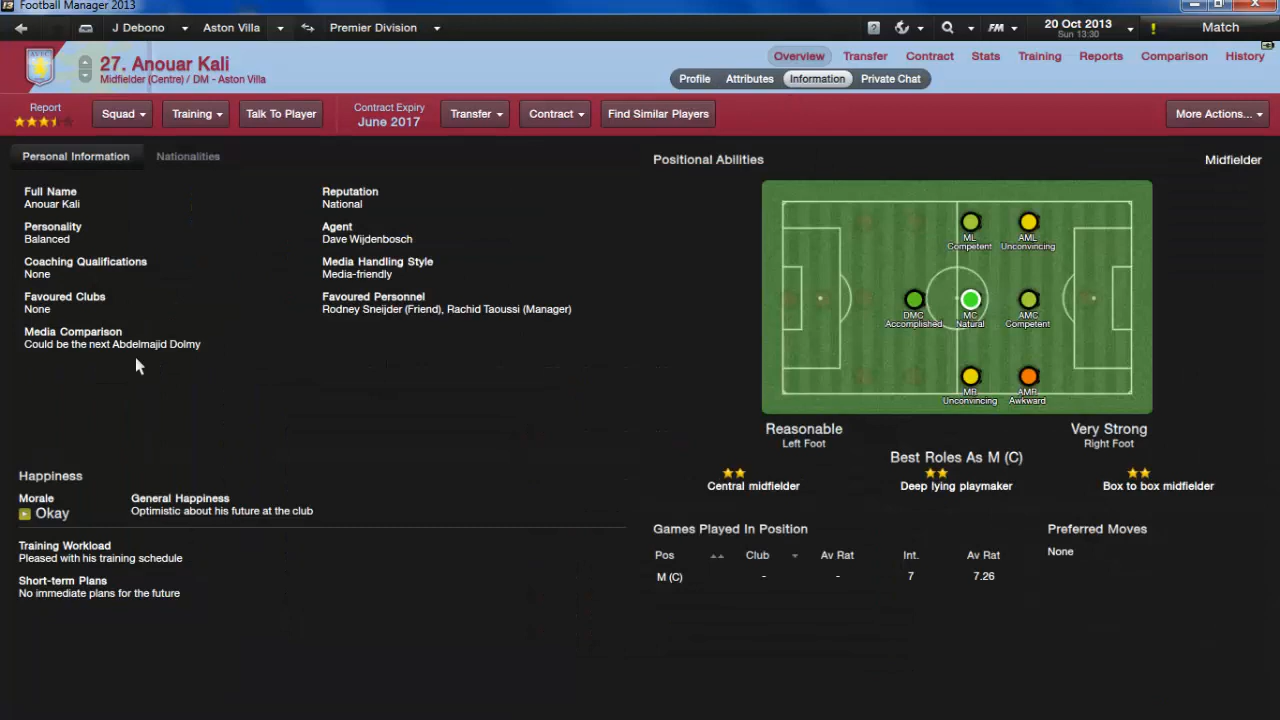 Football Manager 2013
J Debono
Aston Villa
Premier Division
FM
20 Oct 2013
Sun 13:30
Match
27. Anouar Kali
Midfielder (Centre) / DM - Aston Villa
Overview
Transfer
Contract
Stats
Training
Reports
Comparison
History
Profile
Attributes
Information
Private Chat
Report
Squad
Training
Talk To Player
Contract Expiry
June 2017
Transfer
Contract
Find Similar Players
More Actions...
Personal Information
Nationalities
Full Name
Anouar Kali
Personality
Balanced
Coaching Qualifications
None
Favoured Clubs
None
Media Comparison
Could be the next Abdelmajid Dolmy
Reputation
National
Agent
Dave Wijdenbosch
Media Handling Style
Media-friendly
Favoured Personnel
Rodney Sneijder (Friend), Rachid Taoussi (Manager)
Happiness
Morale
Okay
General Happiness
Optimistic about his future at the club
Training Workload
Pleased with his training schedule
Short-term Plans
No immediate plans for the future
Positional Abilities
Midfielder
ML
Competent
AML
Unconvincing
DMC
Accomplished
MC
Natural
AMC
Competent
MR
Unconvincing
AMR
Awkward
Reasonable
Left Foot
Very Strong
Right Foot
Best Roles As M (C)
Central midfielder
Deep lying playmaker
Box to box midfielder
Games Played In Position
Pos Club Av Rat Int. Av Rat
M (C) - - 7 7.26
Preferred Moves
None